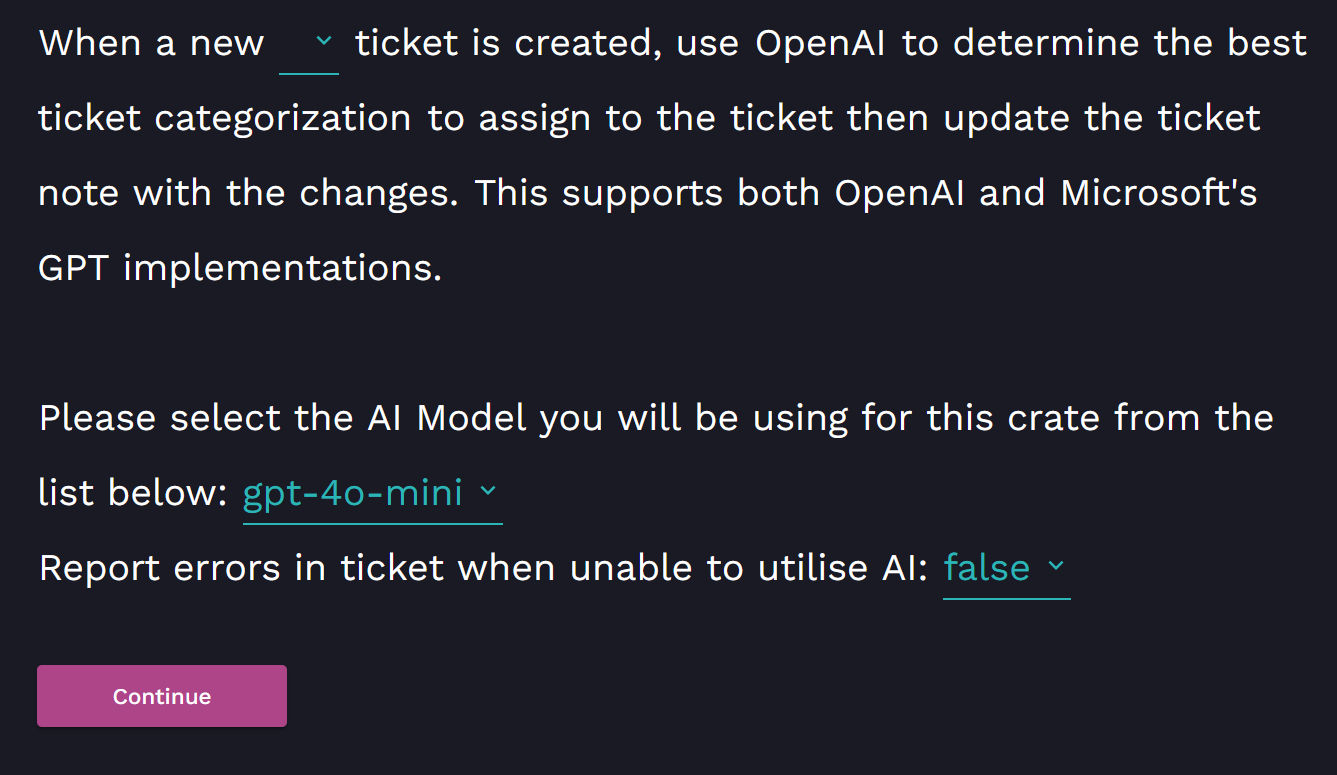 When a new ticket is created, use OpenAI to determine the best
ticket categorization to assign to the ticket then update the ticket
note with the changes. This supports both OpenAI and Microsoft's
GPT implementations.
Please select the AI Model you will be using for this crate from the
list below: gpt-4o-mini
Report errors in ticket when unable to utilise AI: false
Continue